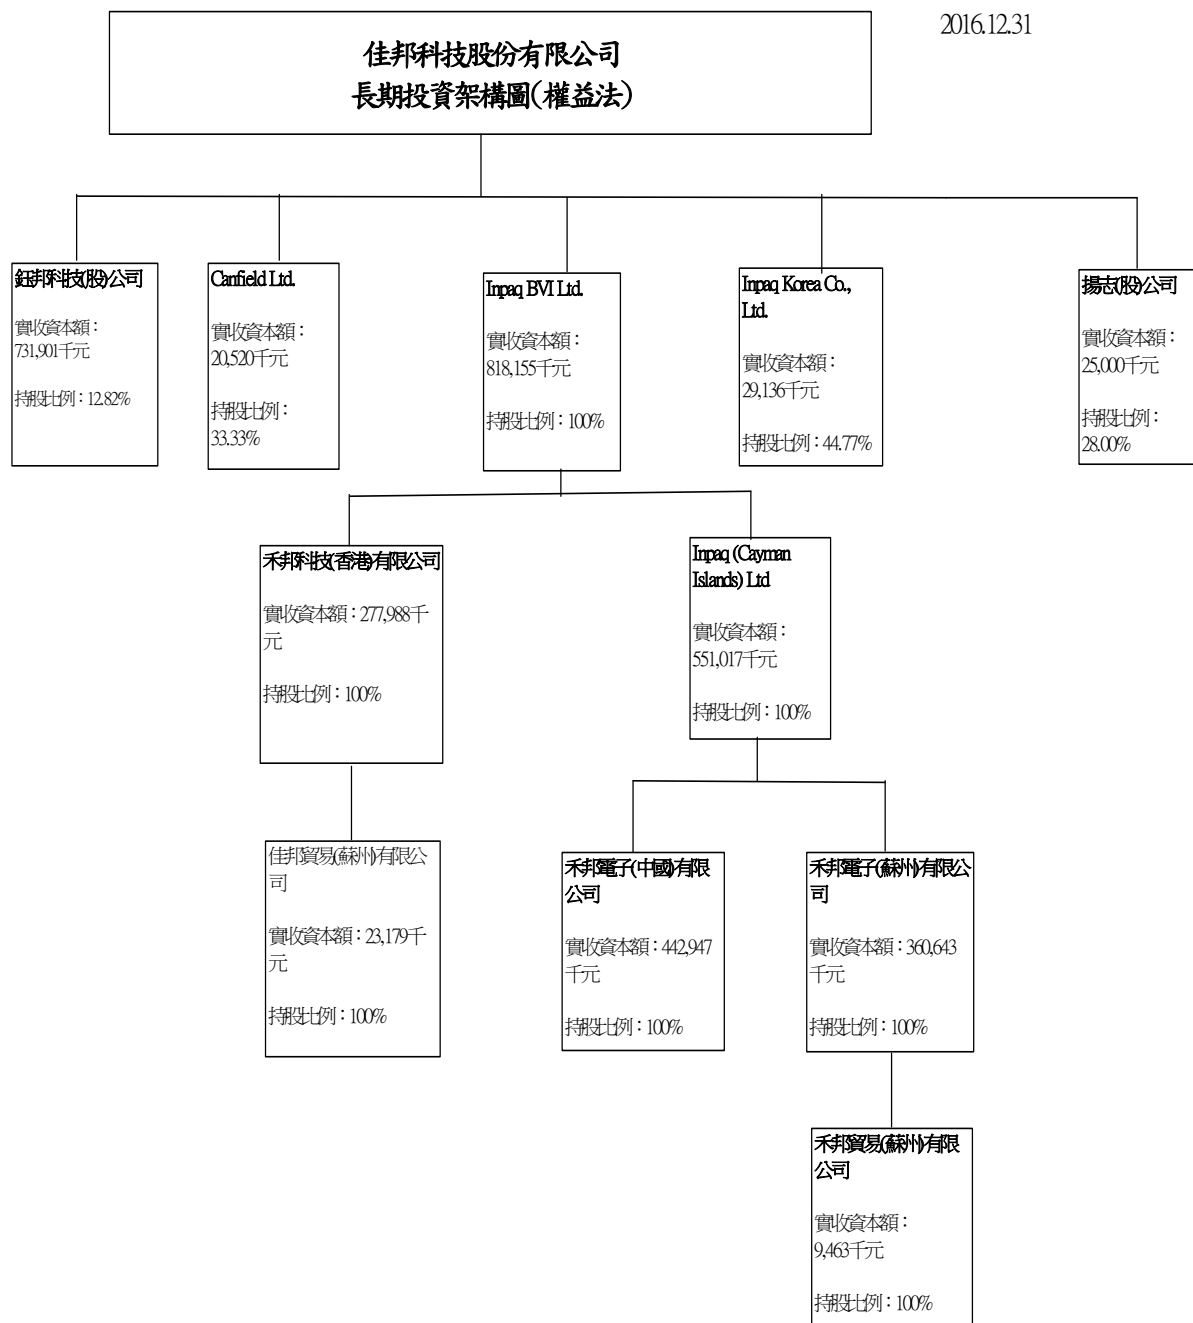 2016.12.31
佳邦科技股份有限公司
長期投資架構圖(權益法)
鈺邦科技(股)公司
實收資本額：
731,901千元
持股比例：12.82%
Canfield Ltd.
實收資本額：
20,520千元
持股比例：
33.33%
Inpaq BVI Ltd.
實收資本額：
818,155千元
持股比例：100%
Inpaq Korea Co.,
Ltd.
實收資本額：
29,136千元
持股比例：44.77%
揚志(股)公司
實收資本額：
25,000千元
持股比例：
28.00%
禾邦科技(香港)有限公司
實收資本額：277,988千
元
持股比例：100%
Inpaq (Cayman
Islands) Ltd
實收資本額：
551,017千元
持股比例：100%
佳邦貿易(蘇州)有限公
司
實收資本額：23,179千
元
持股比例：100%
禾邦電子(中國)有限
公司
實收資本額：442,947
千元
持股比例：100%
禾邦電子(蘇州)有限公
司
實收資本額：360,643
千元
持股比例：100%
禾邦貿易(蘇州)有限
公司
實收資本額：
9,463千元
持股比例：100%